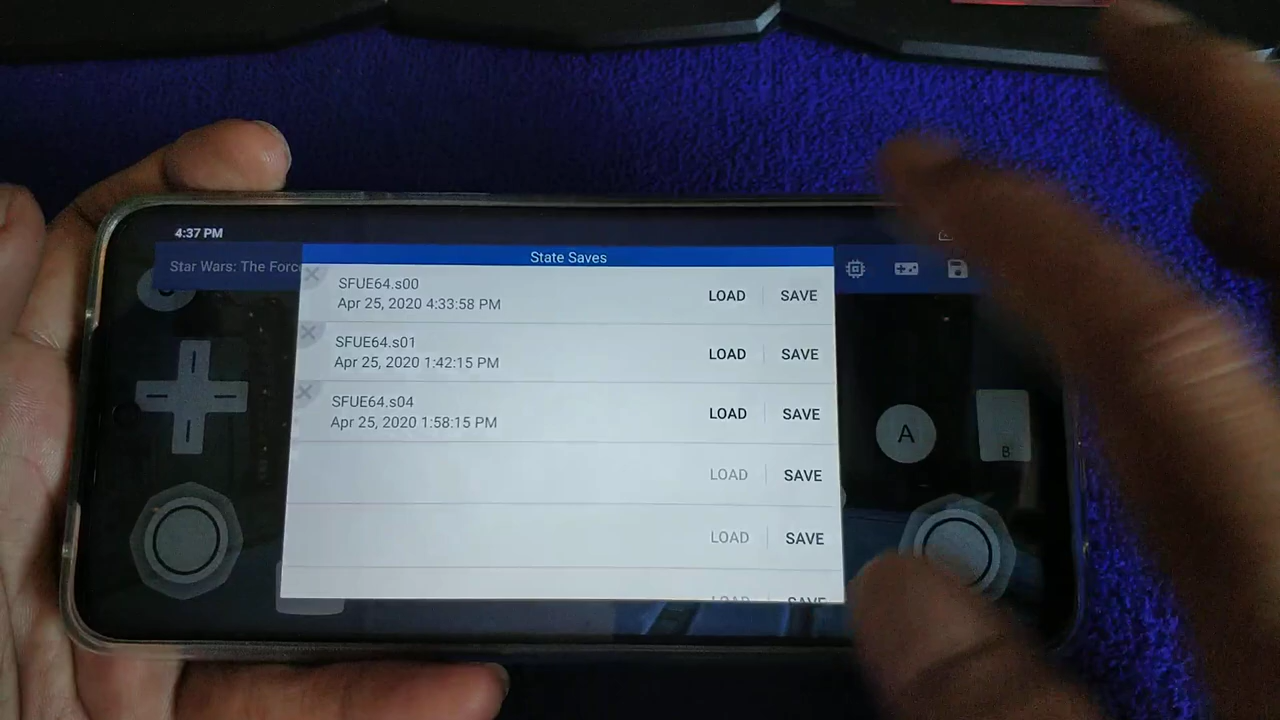 4:37 PM
Star Wars: The Forc
State Saves
SFUE64.s00
Apr 25, 2020 4:33:58 PM
LOAD
SAVE
SFUE64.s01
Apr 25, 2020 1:42:15 PM
LOAD
SAVE
SFUE64.s04
Apr 25, 2020 1:58:15 PM
LOAD
SAVE
LOAD
SAVE
LOAD
SAVE
LOAD
SAVE
A
B